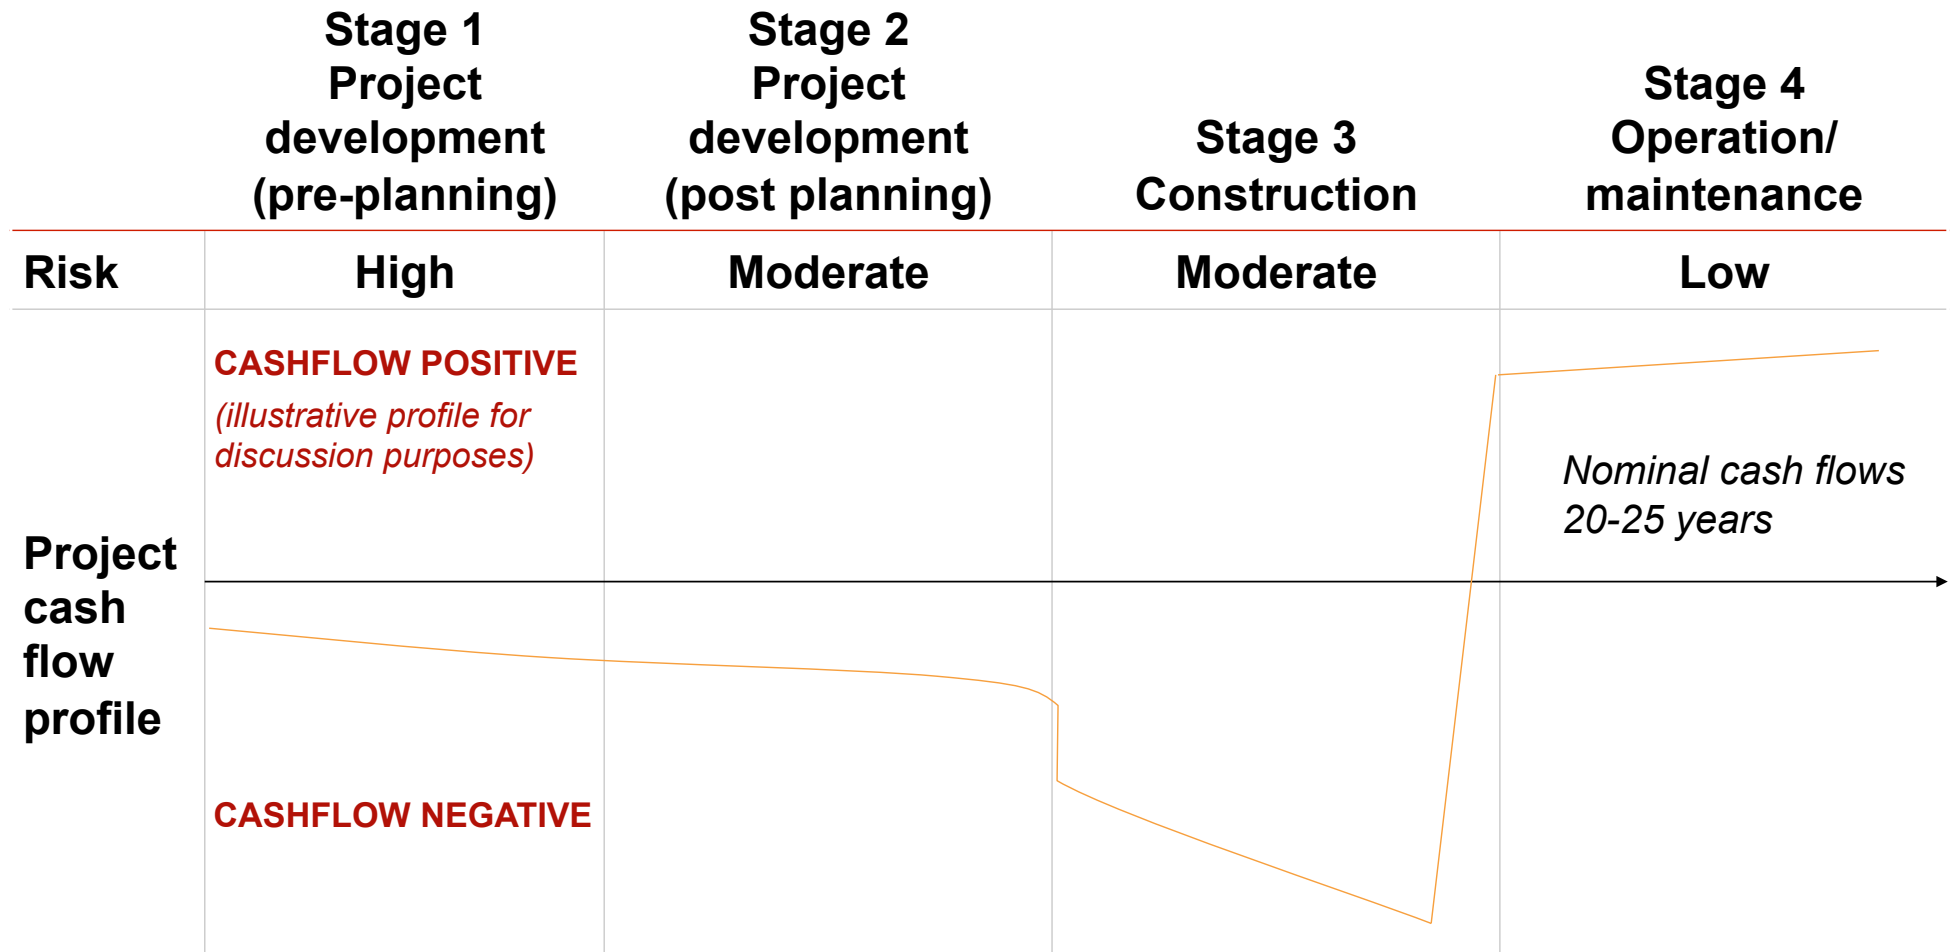 Stage 1
Project
development
(pre-planning)
Stage 2
Project
development
(post planning)
Stage 3
Construction
Stage 4
Operation/
maintenance
Risk
High
Moderate
Moderate
Low
CASHFLOW POSITIVE
(illustrative profile for
discussion purposes)
Nominal cash flows
20-25 years
Project
cash
flow
profile
CASHFLOW NEGATIVE